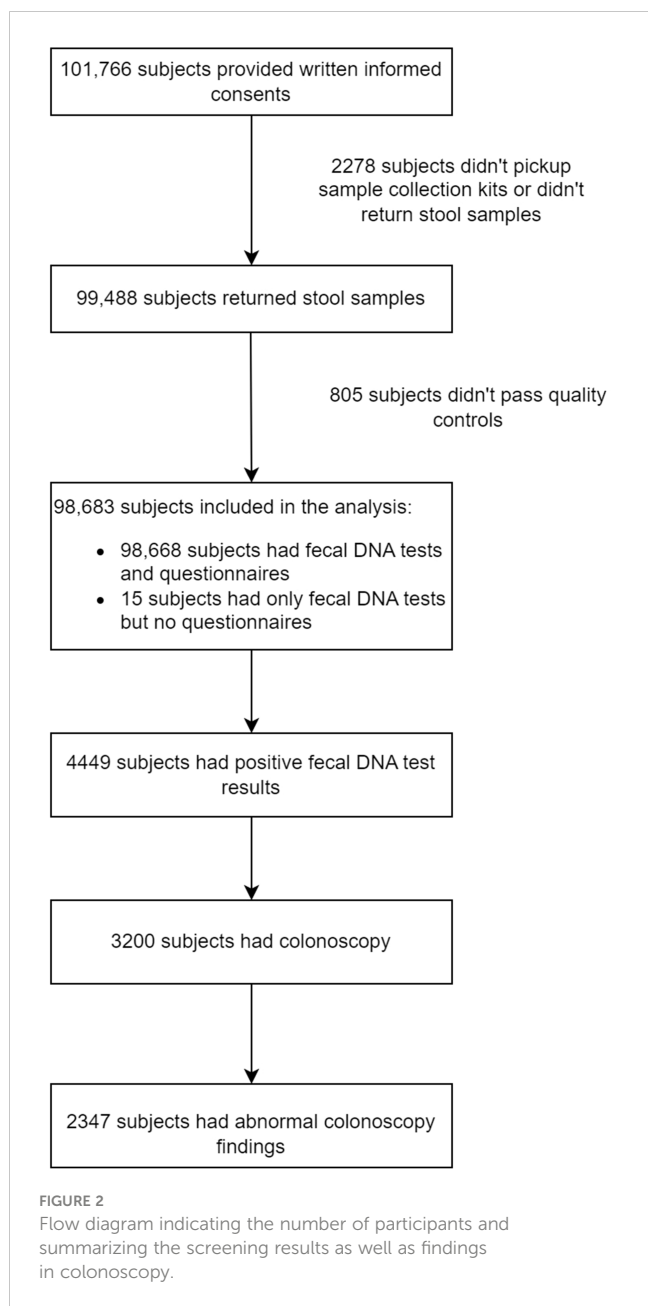 101,766 subjects provided written informed
consents
2278 subjects didn't pickup
sample collection kits or didn't
return stool samples
99,488 subjects returned stool samples
805 subjects didn't pass quality
controls
98,683 subjects included in the analysis:
• 98,668 subjects had fecal DNA tests
and questionnaires
• 15 subjects had only fecal DNA tests
but no questionnaires
4449 subjects had positive fecal DNA test
results
3200 subjects had colonoscopy
2347 subjects had abnormal colonoscopy
findings
FIGURE 2
Flow diagram indicating the number of participants and
summarizing the screening results as well as findings
in colonoscopy.